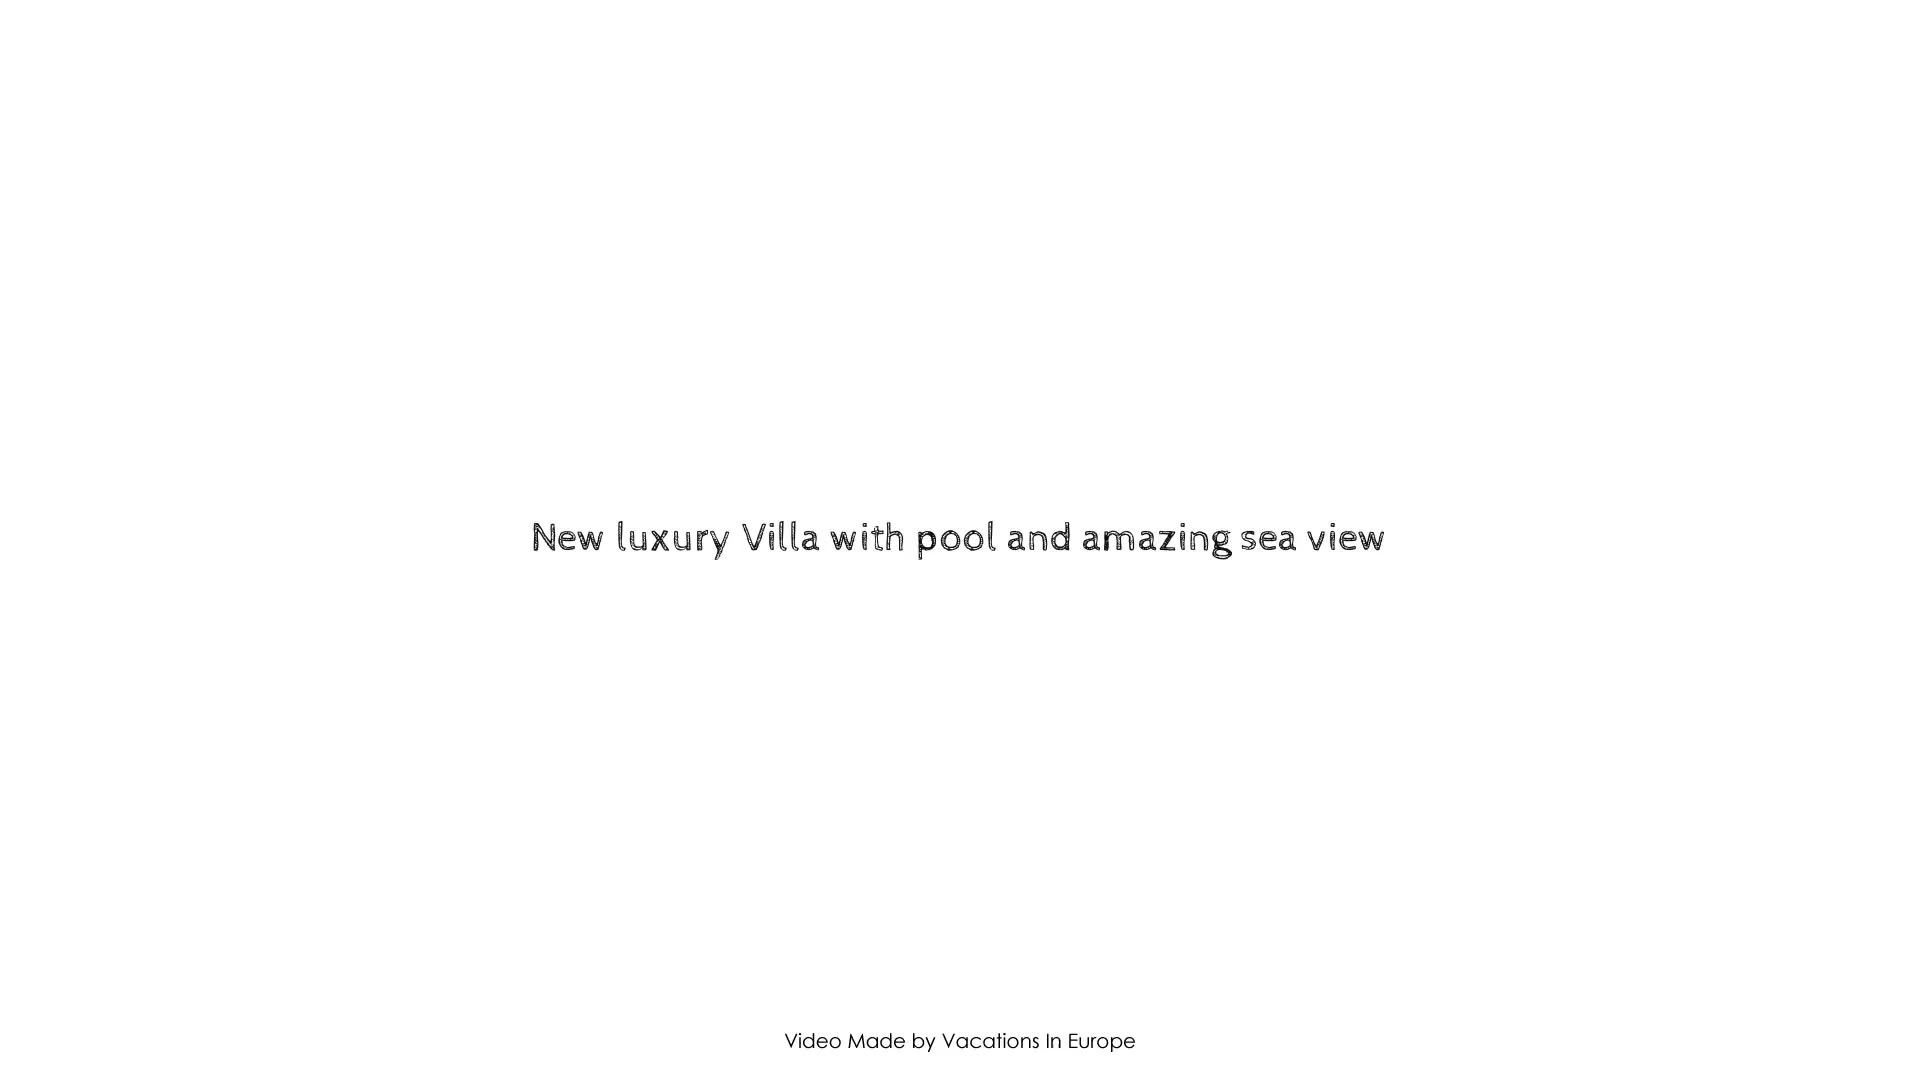 New luxury Villa with pool and amazing sea view
Video Made by Vacations In Europe